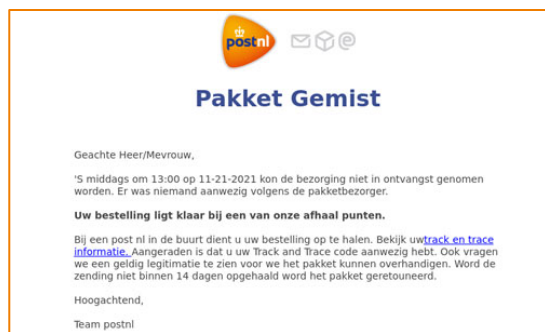 postnl
Pakket Gemist
Geachte Heer/Mevrouw,
'S middags om 13:00 op 11-21-2021 kon de bezorging niet in ontvangst genomen
worden. Er was niemand aanwezig volgens de pakketbezorger.
Uw bestelling ligt klaar bij een van onze afhaal punten.
Bij een post nl in de buurt dient u uw bestelling op te halen. Bekijk uwtrack en trace
informatie. Aangeraden is dat u uw Track and Trace code aanwezig hebt. Ook vragen
we een geldig legitimatie te zien voor we het pakket kunnen overhandigen. Word de
zending niet binnen 14 dagen opgehaald word het pakket geretouneerd.
Hoogachtend,
Team postnl